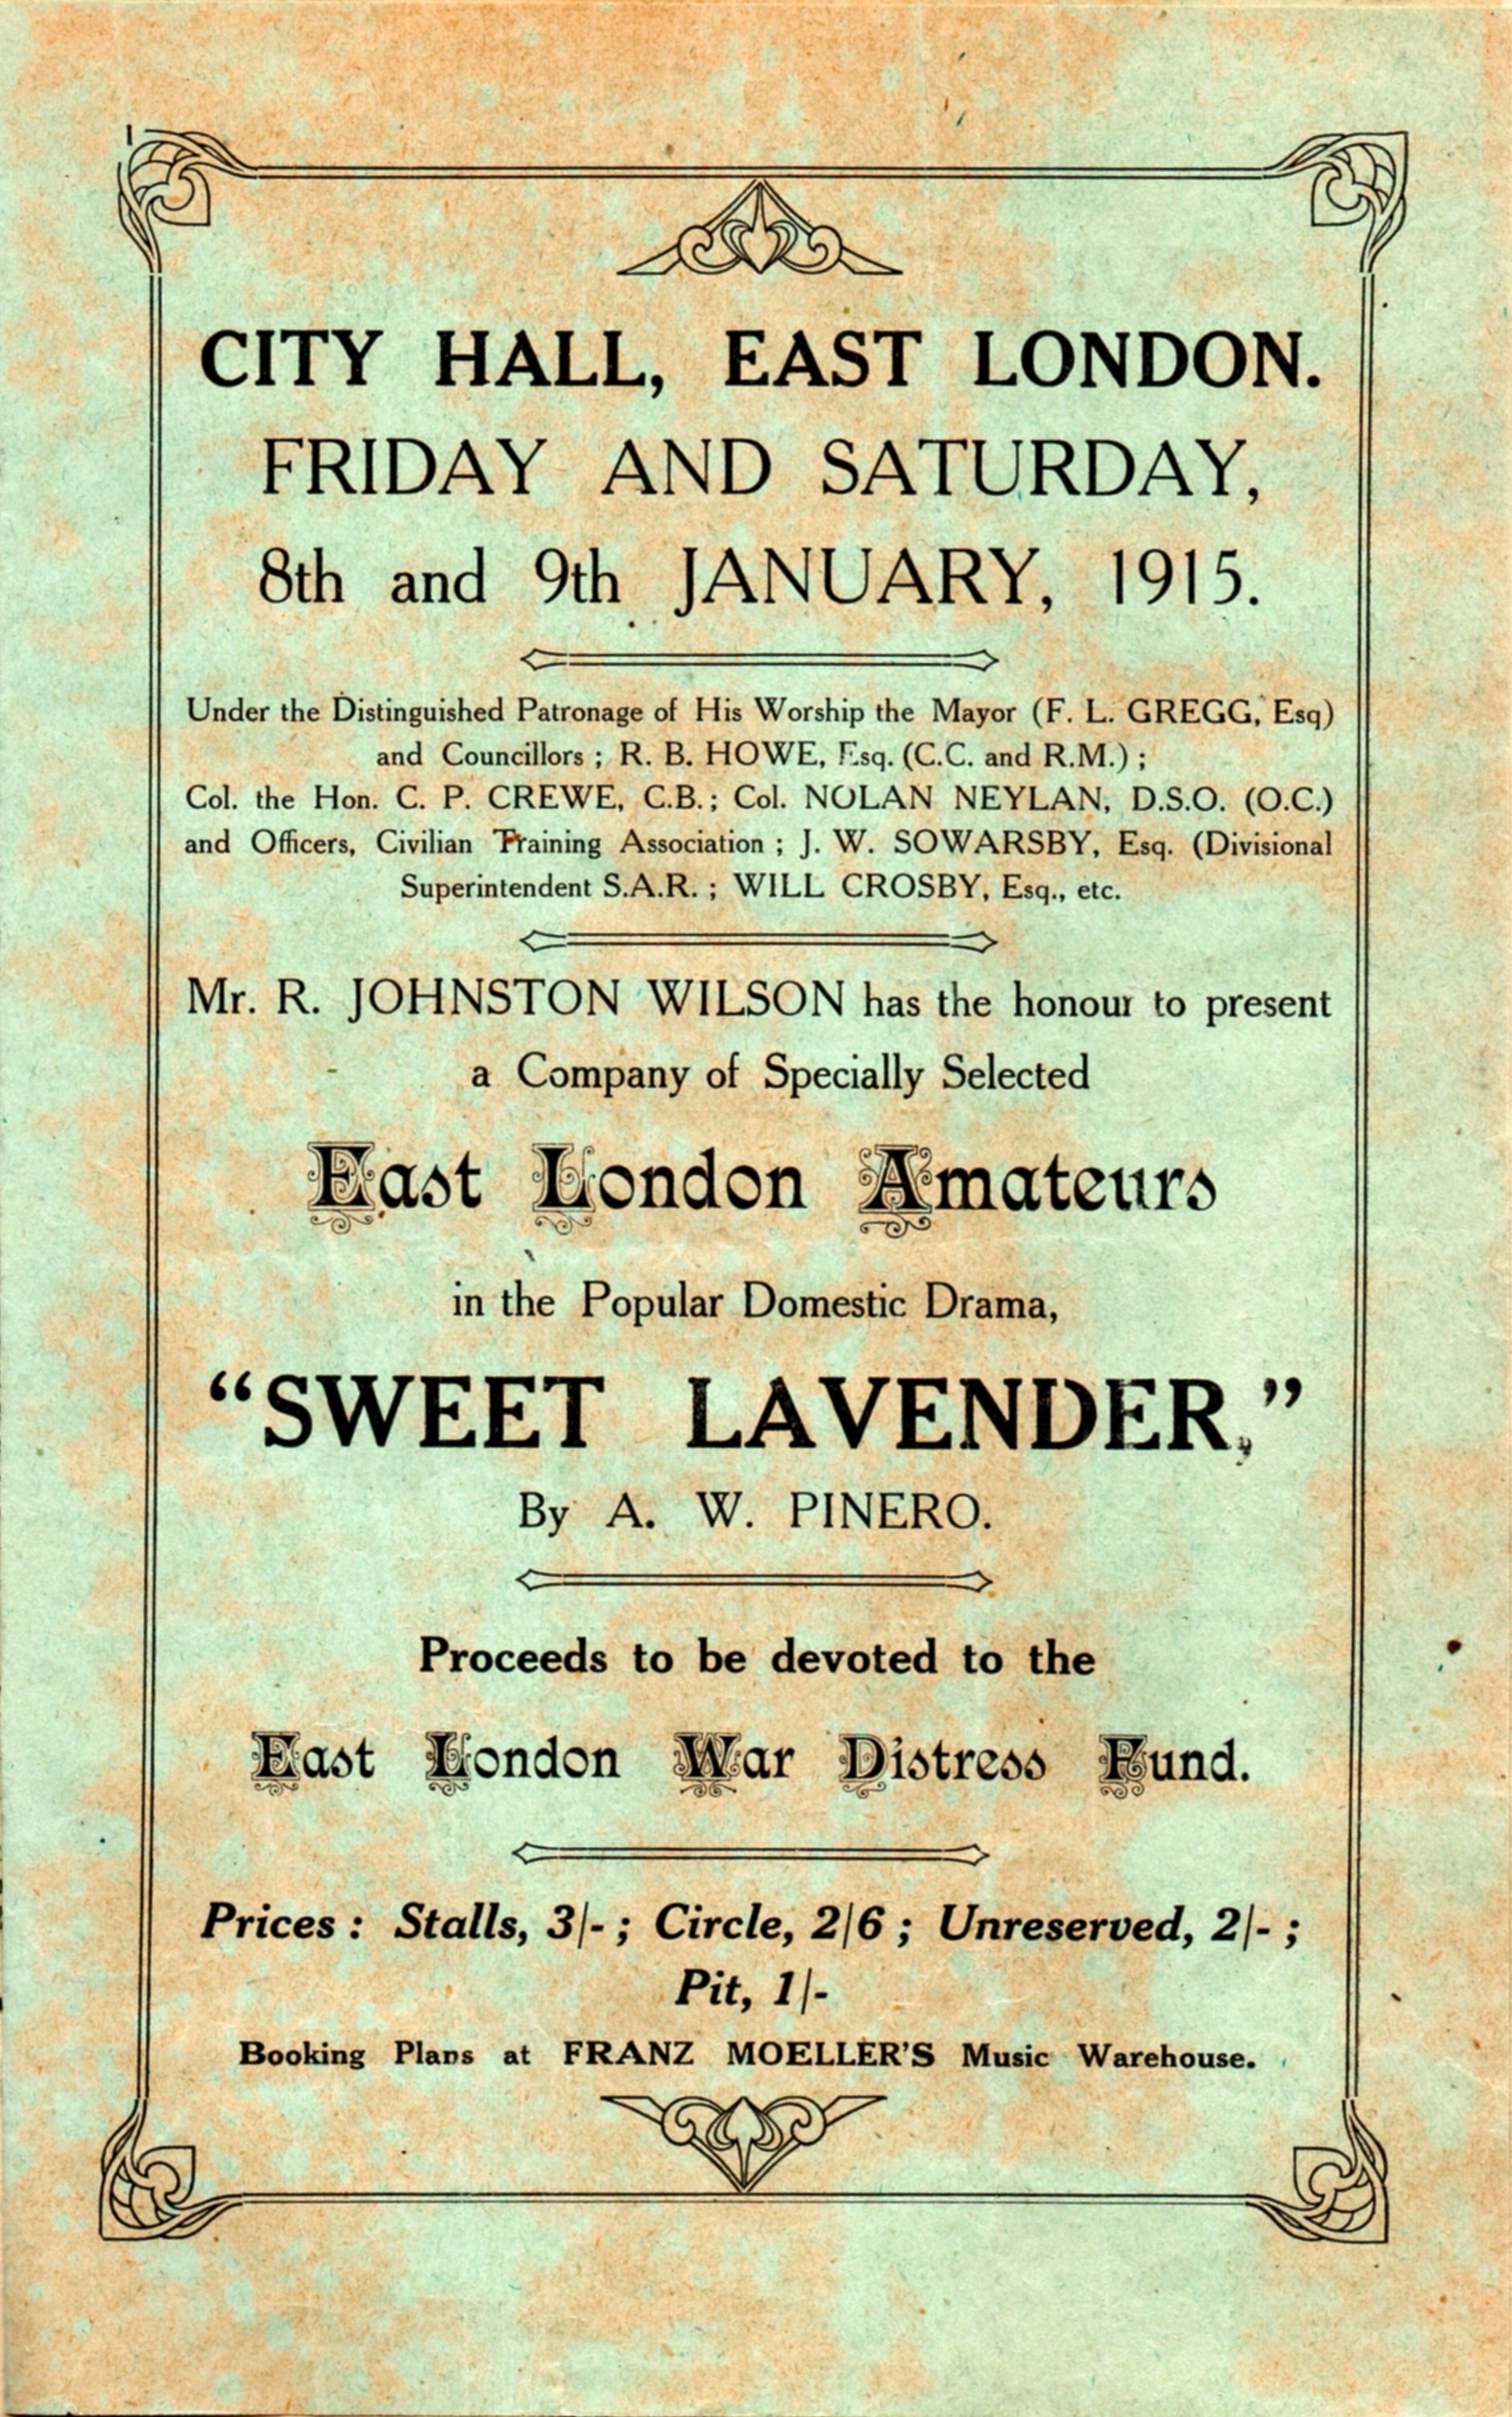 CITY HALL, EAST LONDON.
FRIDAY AND SATURDAY,
8th and 9th JANUARY, 1915.
Under the Distinguished Patronage of His Worship the Mayor (F. L. GREGG, Esq)
and Councillors ; R. B. HOWE, Esq. (C.C. and R.M.) ;
Col. the Hon. C. P. CREWE, C.B. ; Col. NOLAN NEYLAN, D.S.O. (O.C.)
and Officers, Civilian Training Association ; J. W. SOWARSBY, Esq. (Divisional
Superintendent S.A.R. ; WILL CROSBY, Esq., etc.
Mr. R. JOHNSTON WILSON has the honour to present
a Company of Specially Selected
East London Amateurs
in the Popular Domestic Drama,
“SWEET LAVENDER,”
By A. W. PINERO.
Proceeds to be devoted to the
East London War Distress Fund.
Prices : Stalls, 3/- ; Circle, 2/6 ; Unreserved, 2/- ;
Pit, 1/-
Booking Plans at FRANZ MOELLER'S Music Warehouse.